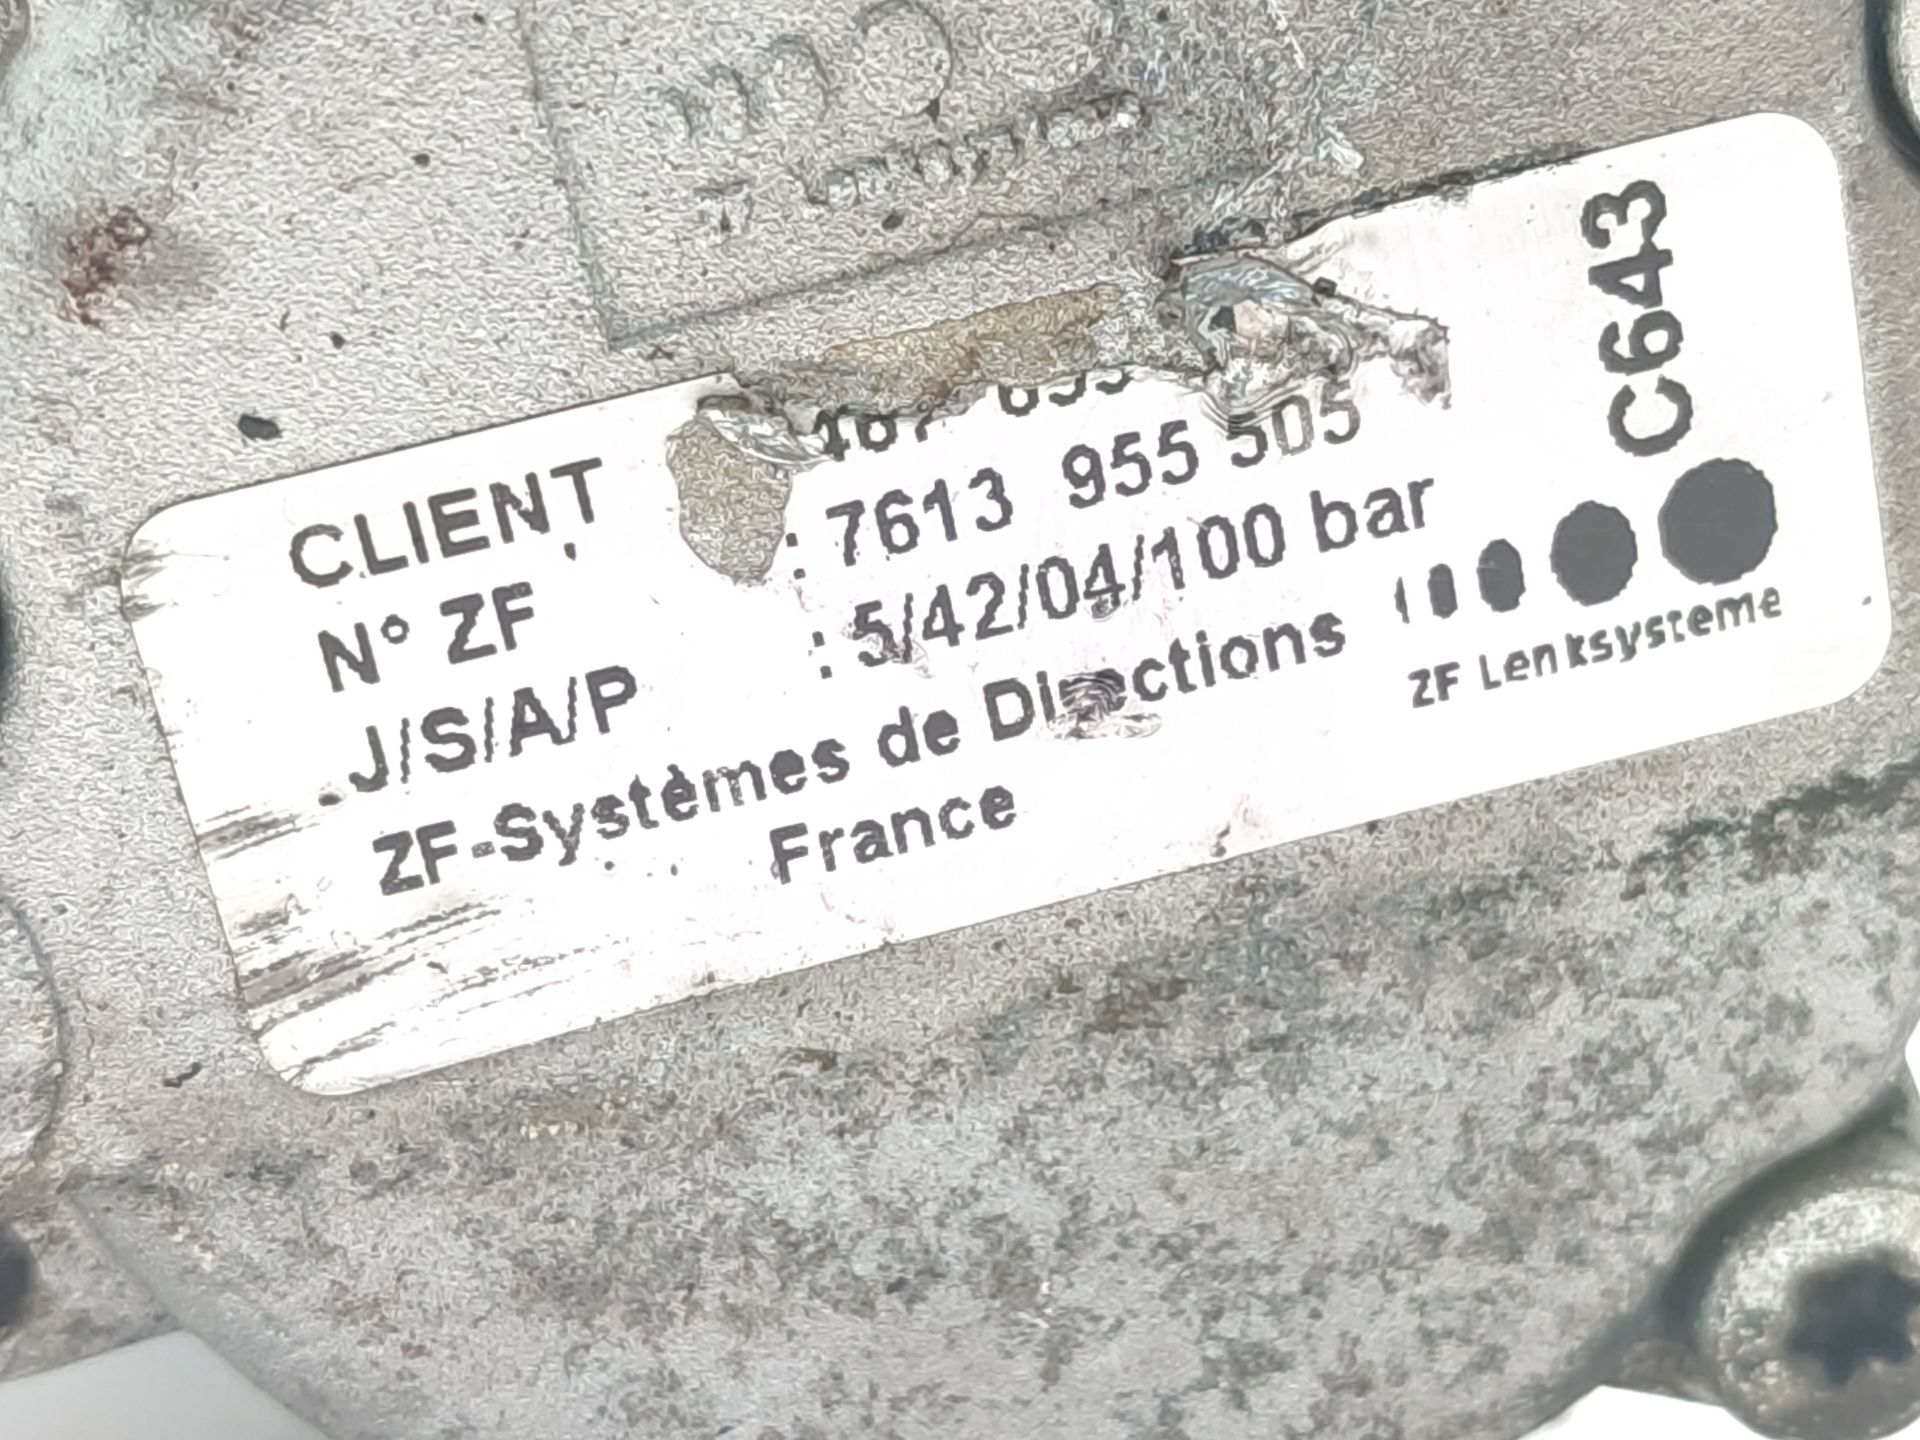 CLIENT
N° ZF : 7613 955 505
J/S/A/P : 5/42/04/100 bar
ZF-Systèmes de Directions
France
ZF Lenksysteme
C643